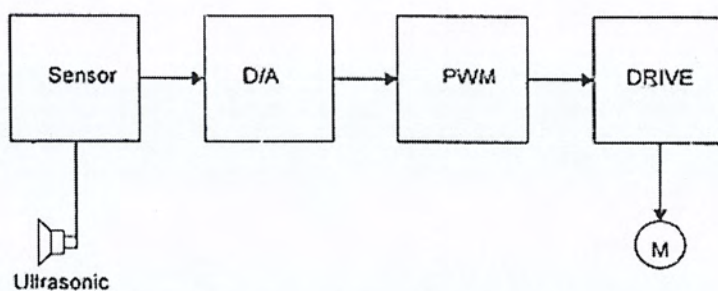 Sensor
D/A
PWM
DRIVE
M
Ultrasonic